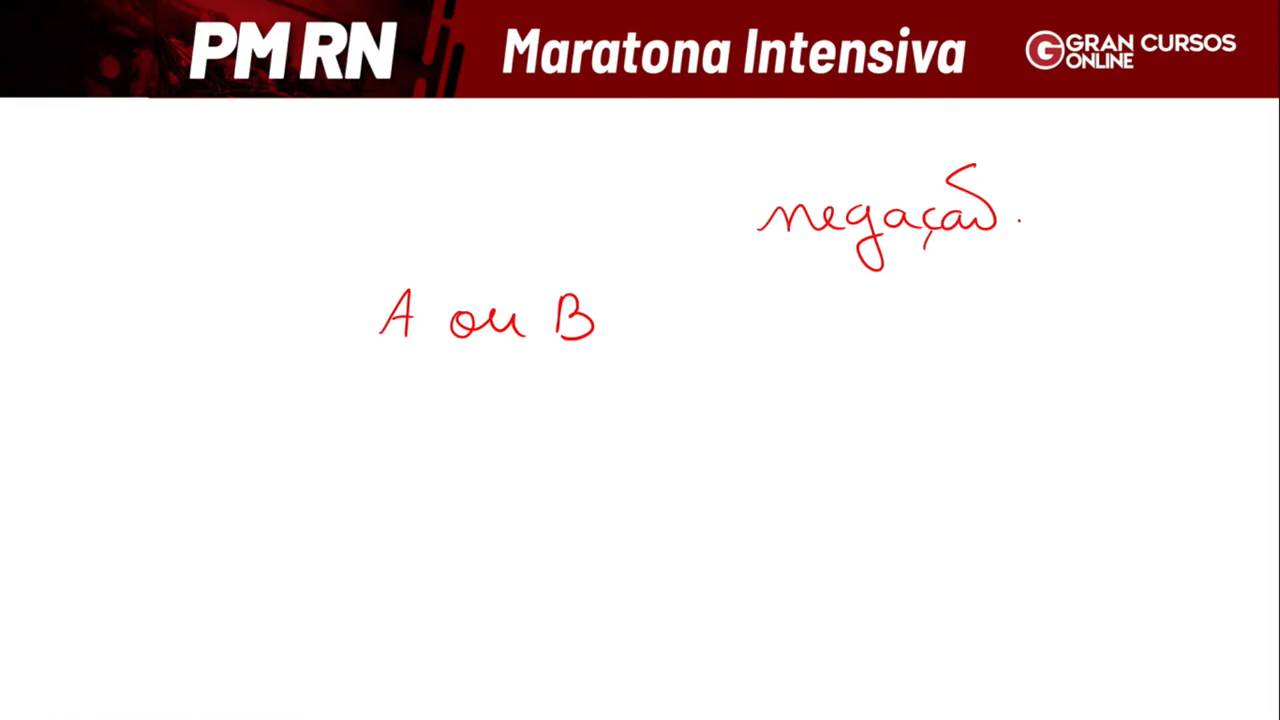 PM RN
Maratona Intensiva
GRAN CURSOS
ONLINE
negação.
A ou B